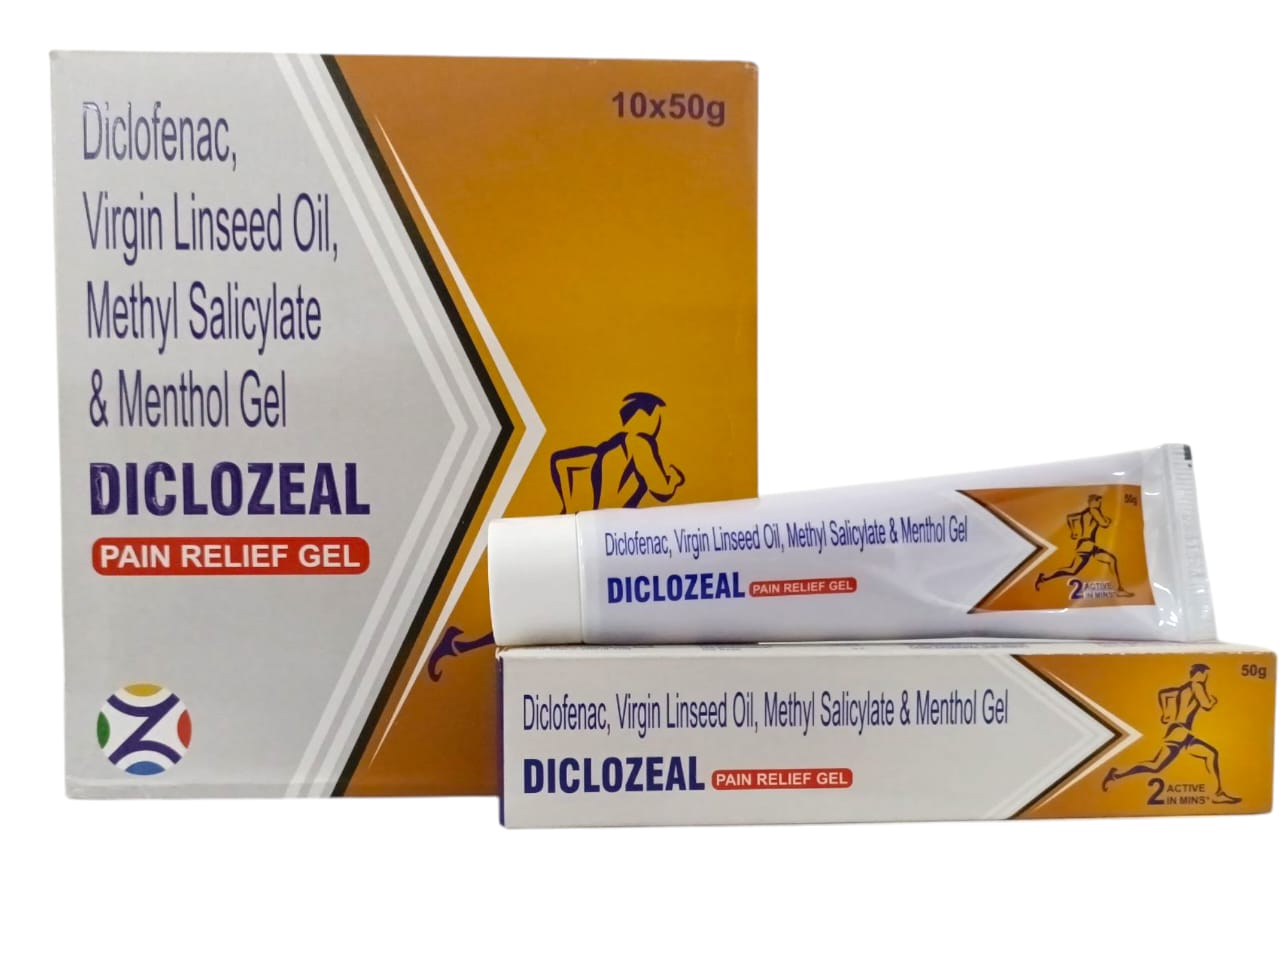 10x50g
Diclofenac,
Virgin Linseed Oil,
Methyl Salicylate
& Menthol Gel
DICLOZEAL
PAIN RELIEF GEL
Diclofenac, Virgin Linseed Oil, Methyl Salicylate & Menthol Gel
DICLOZEAL PAIN RELIEF GEL
50g
2 ACTIVE
IN MINS*
Diclofenac, Virgin Linseed Oil, Methyl Salicylate & Menthol Gel
DICLOZEAL PAIN RELIEF GEL
50g
2 ACTIVE
IN MINS*